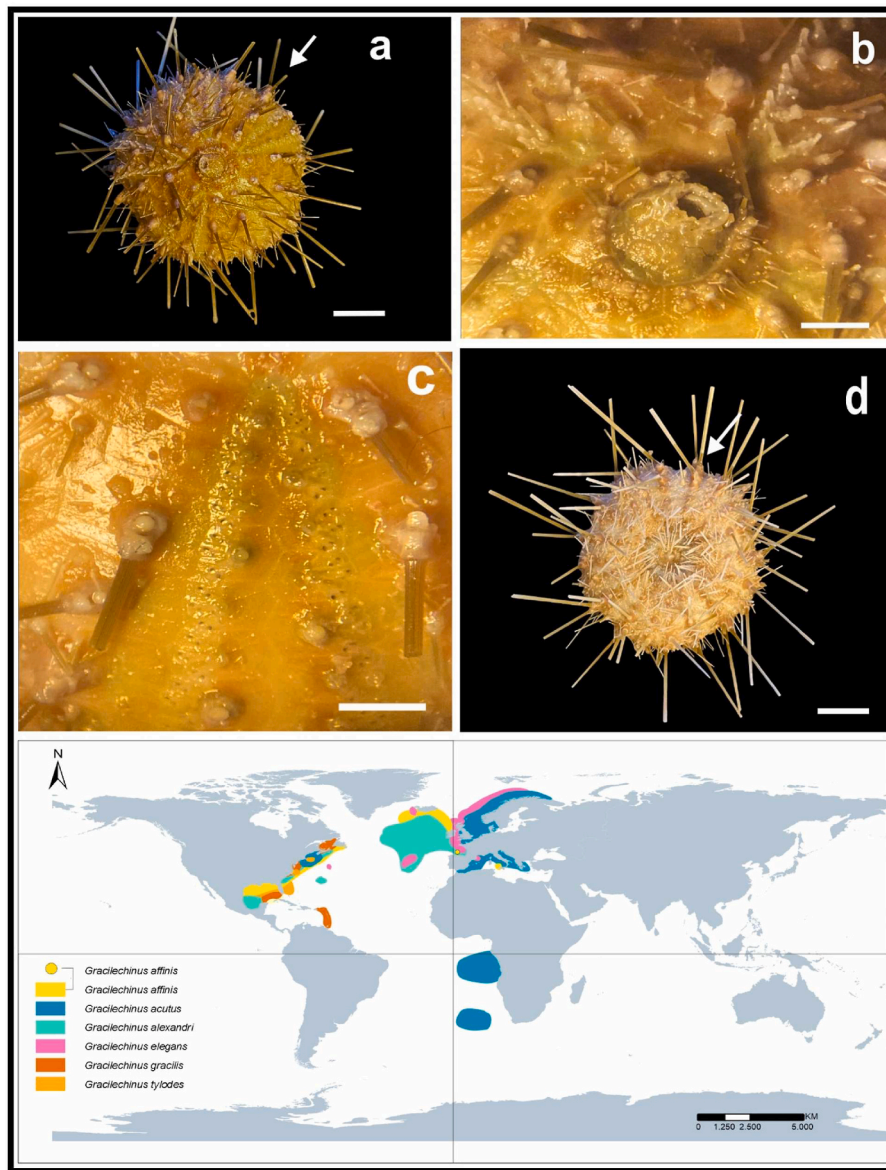 a
b
c
d
N
Gracilechinus affinis
Gracilechinus affinis
Gracilechinus acutus
Gracilechinus alexandri
Gracilechinus elegans
Gracilechinus gracilis
Gracilechinus tylodes
KM
0 1.250 2.500 5.000